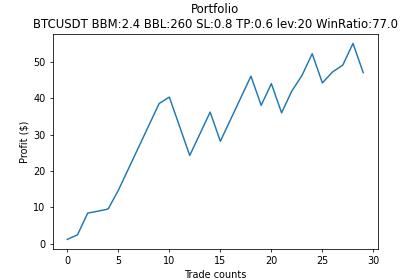 Portfolio
BTCUSDT BBM:2.4 BBL:260 SL:0.8 TP:0.6 lev:20 WinRatio:77.0
Profit ($)
50
40
30
20
10
0
0 5 10 15 20 25 30
Trade counts